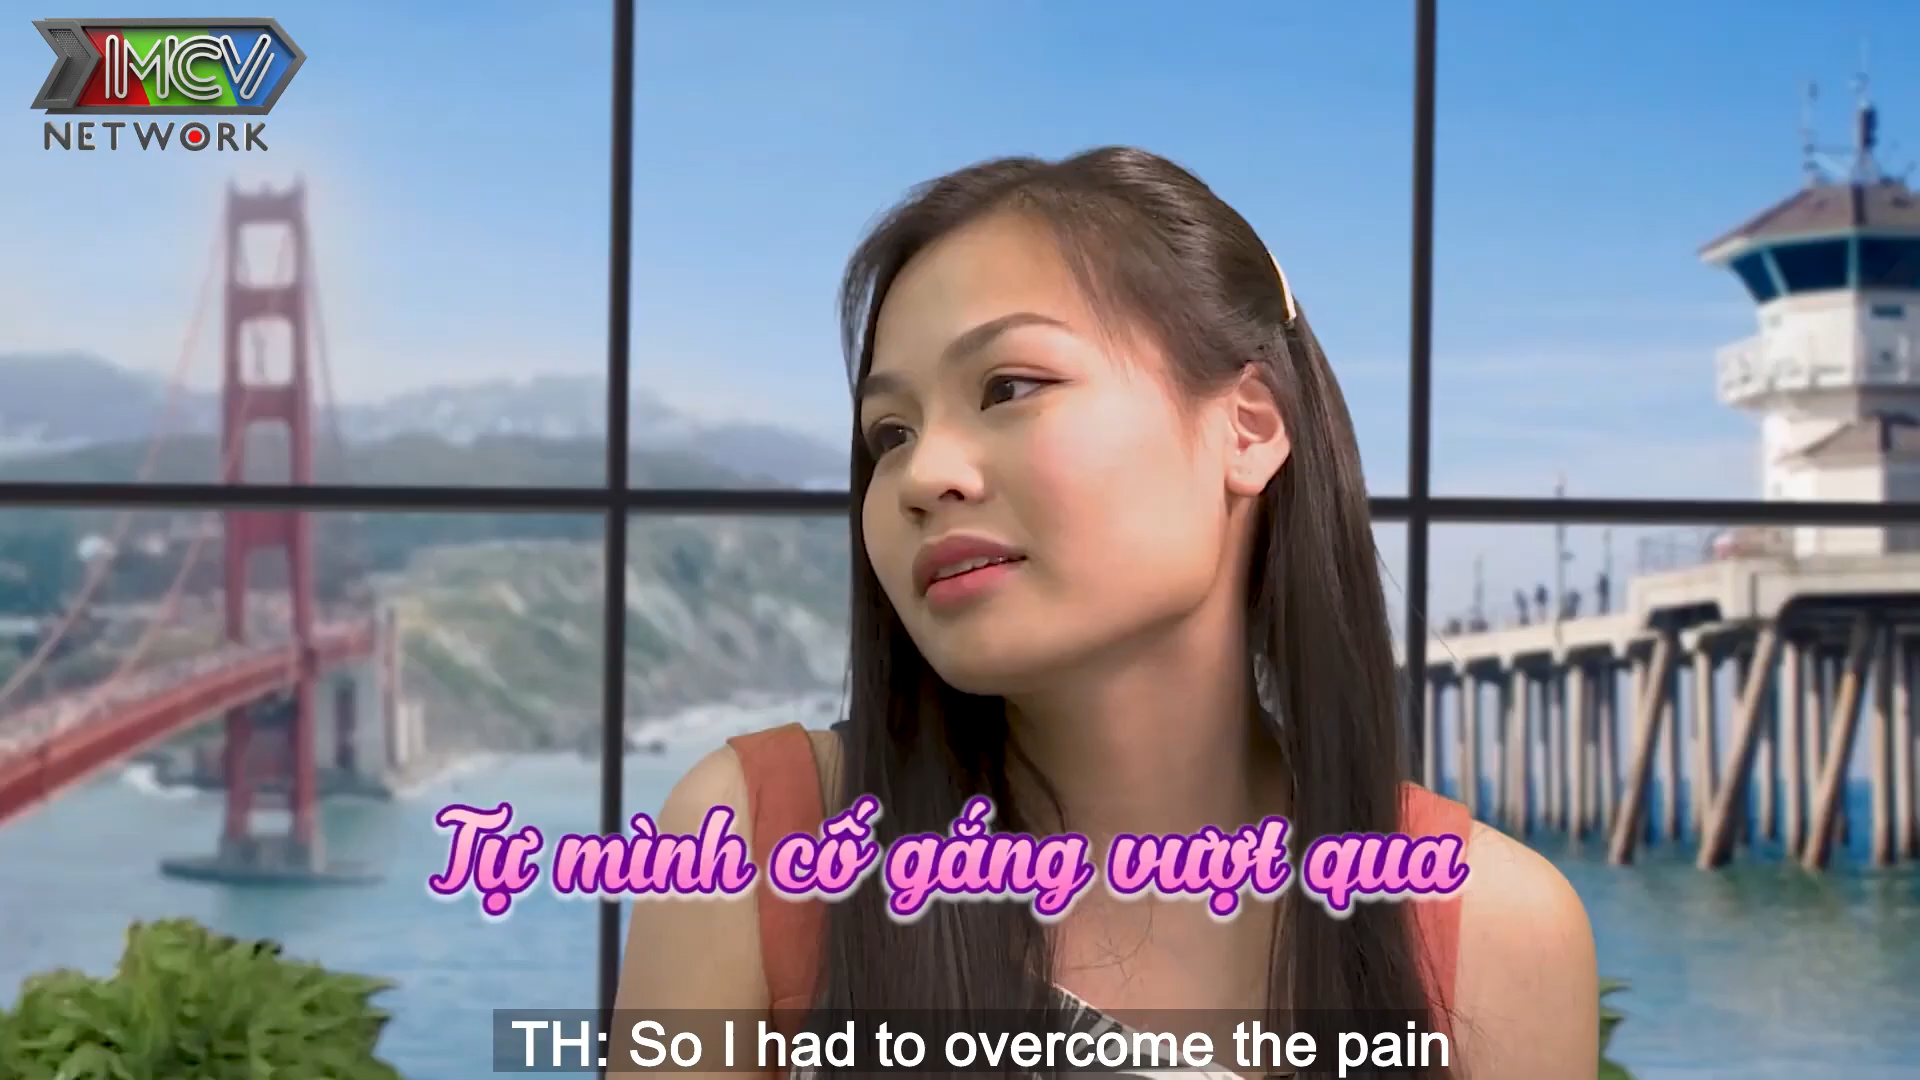 MCV
NETWORK
Tự mình cố gắng vượt qua
TH: So I had to overcome the pain